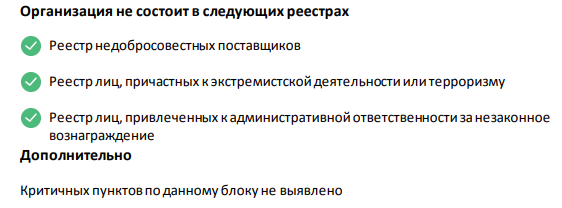 Организация не состоит в следующих реестрах
Реестр недобросовестных поставщиков
Реестр лиц, причастных к экстремистской деятельности или терроризму
Реестр лиц, привлеченных к административной ответственности за незаконное
вознаграждение
Дополнительно
Критичных пунктов по данному блоку не выявлено